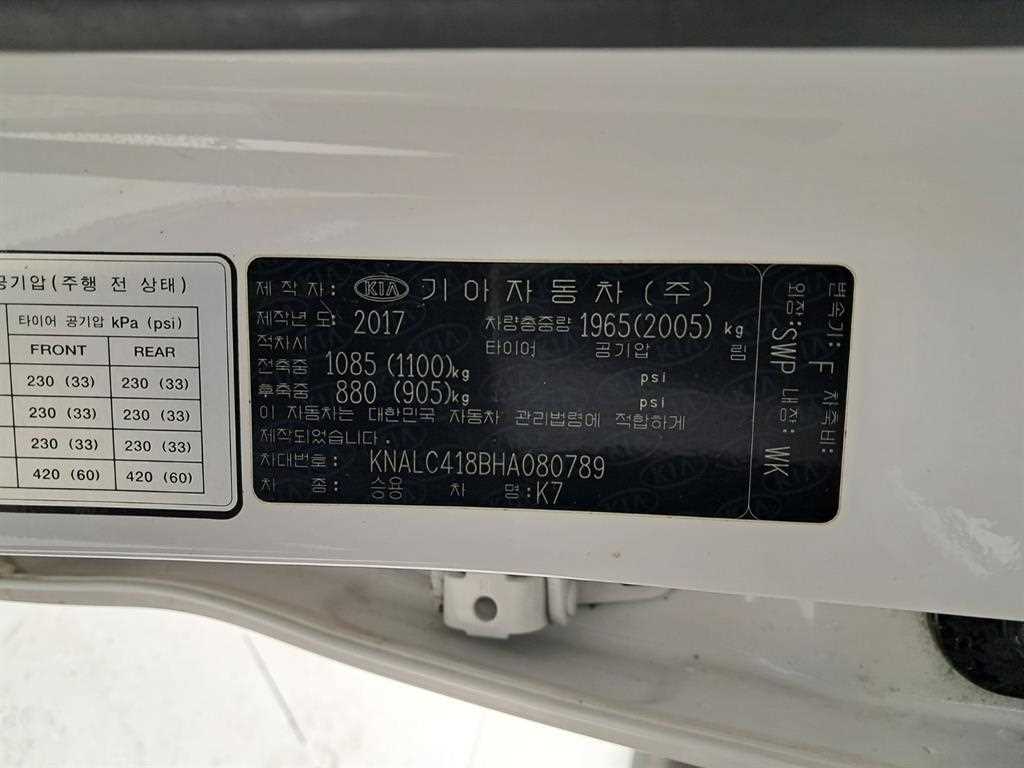 공기압(주행 전 상태)
타이어 공기압 kPa (psi)
FRONT REAR
230 (33) 230 (33)
230 (33) 230 (33)
230 (33) 230 (33)
420 (60) 420 (60)
제 작 자: KIA 기아자동차(주)
제작년 도: 2017 차량총중량 1965(2005) kg
적차시 타이어 공기압 림
전축중 1085 (1100)kg psi
후축중 880 (905)kg psi
이 자동차는 대한민국 자동차 관리법령에 적합하게
제작되었습니다.
차대번호: KNALC418BHA080789
차 종: 승용 차 명:K7
변속기: F 차축비:
외장:SWP 내장: WK